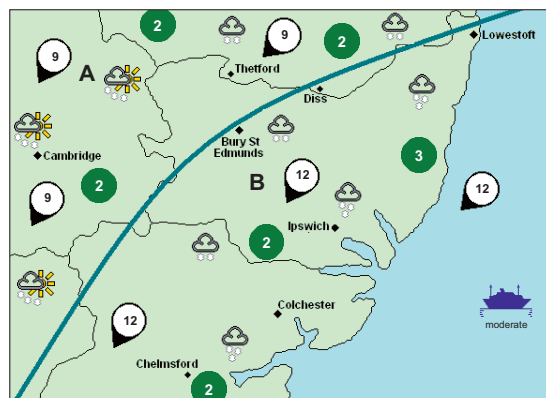 2
9
2
Lowestoft
9
A
Thetford
Diss
Bury St
Edmunds
Cambridge
3
2
B
12
12
9
Ipswich
2
Colchester
12
moderate
Chelmsford
2